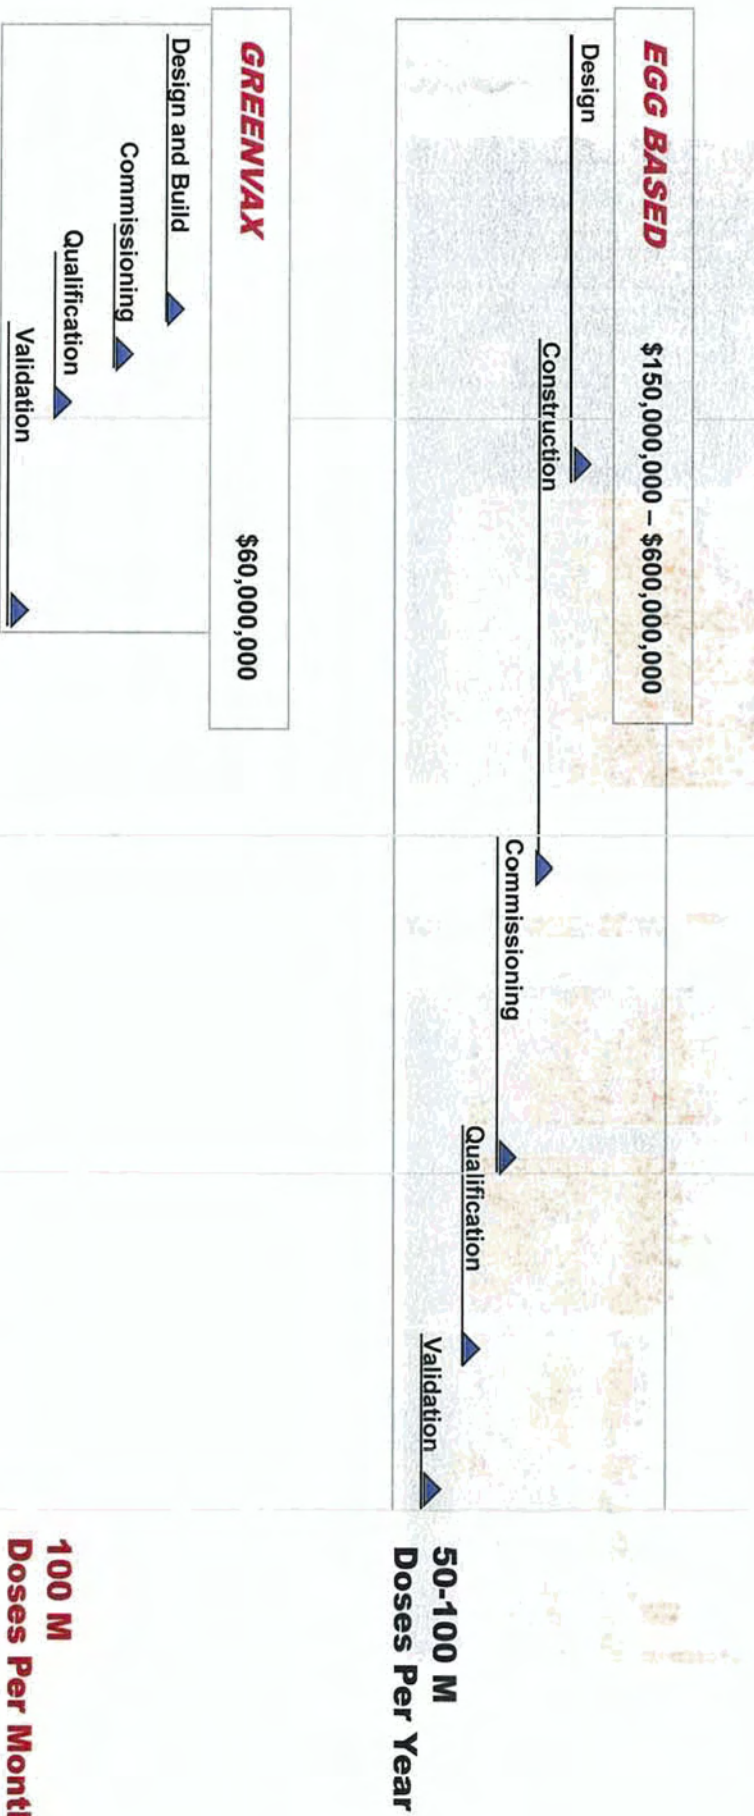 EGG BASED $150,000,000 – $600,000,000
Design
Construction
Commissioning
Qualification
Validation
50-100 M
Doses Per Year
GREENVAX $60,000,000
Design and Build
Commissioning
Qualification
Validation
100 M
Doses Per Month